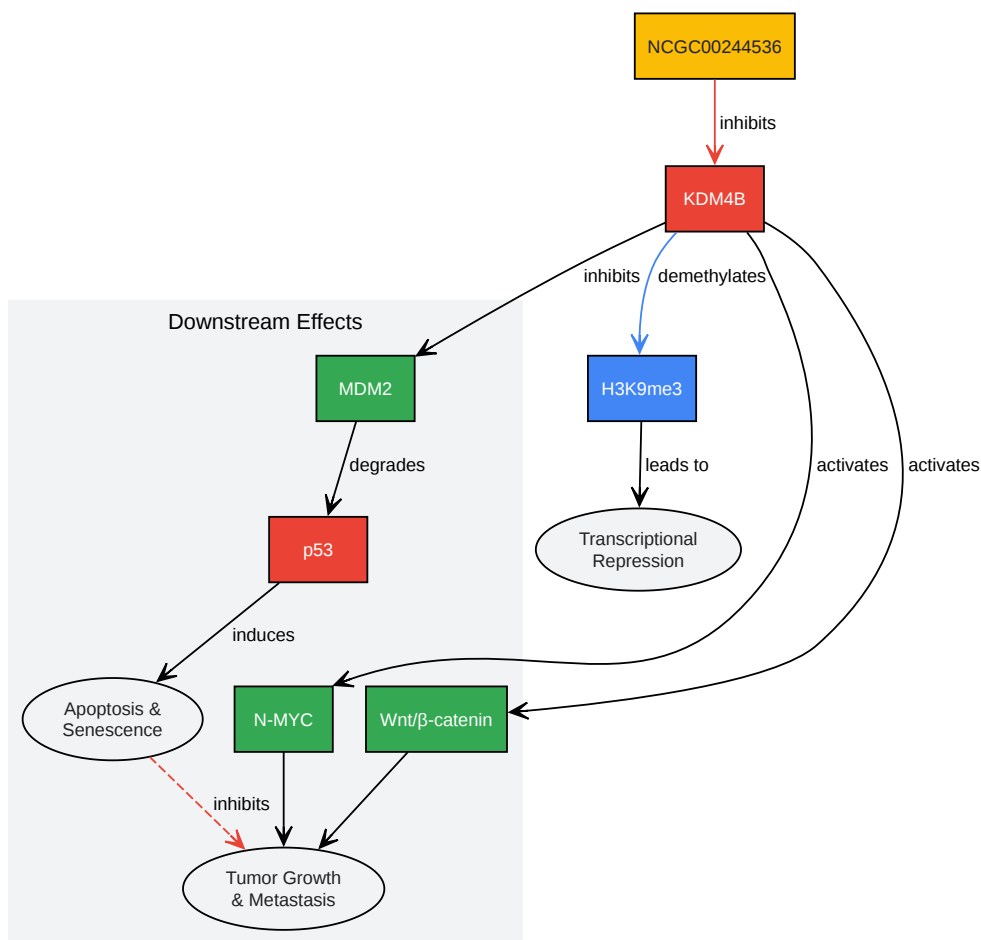 NCGC00244536
inhibits
KDM4B
inhibits
demethylates
Downstream Effects
MDM2
H3K9me3
degrades
leads to
activates
activates
p53
Transcriptional
Repression
induces
Apoptosis &
Senescence
N-MYC
Wnt/β-catenin
inhibits
Tumor Growth
& Metastasis